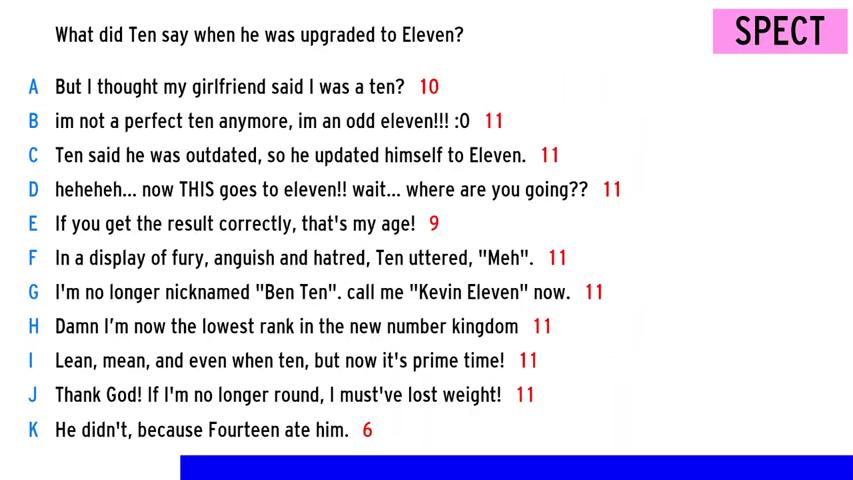 What did Ten say when he was upgraded to Eleven?
SPECT
A But I thought my girlfriend said I was a ten? 10
B im not a perfect ten anymore, im an odd eleven!!! :0 11
C Ten said he was outdated, so he updated himself to Eleven. 11
D heheheh... now THIS goes to eleven!! wait... where are you going?? 11
E If you get the result correctly, that's my age! 9
F In a display of fury, anguish and hatred, Ten uttered, "Meh". 11
G I'm no longer nicknamed "Ben Ten". call me "Kevin Eleven" now. 11
H Damn I’m now the lowest rank in the new number kingdom 11
I Lean, mean, and even when ten, but now it's prime time! 11
J Thank God! If I'm no longer round, I must've lost weight! 11
K He didn't, because Fourteen ate him. 6